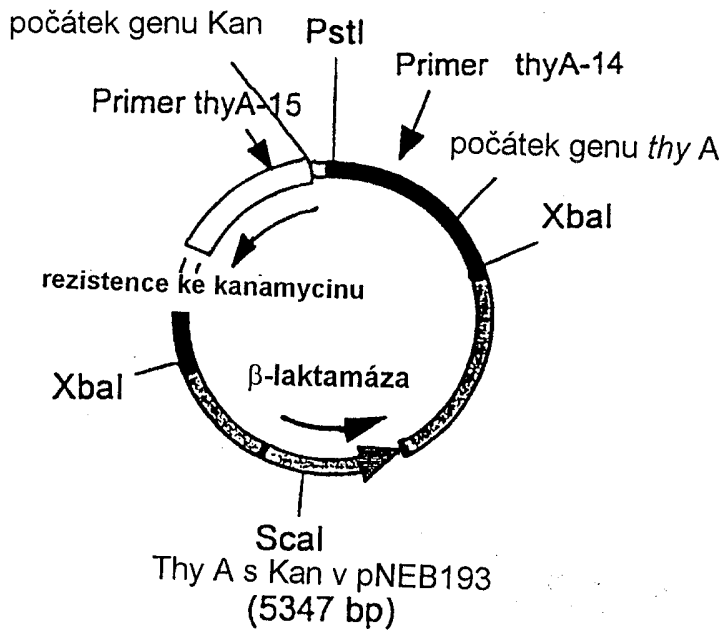 počátek genu Kan
PstI
Primer thyA-14
Primer thyA-15
počátek genu thy A
XbaI
rezistence ke kanamycinu
XbaI
β-laktamáza
ScaI
Thy A s Kan v pNEB193
(5347 bp)